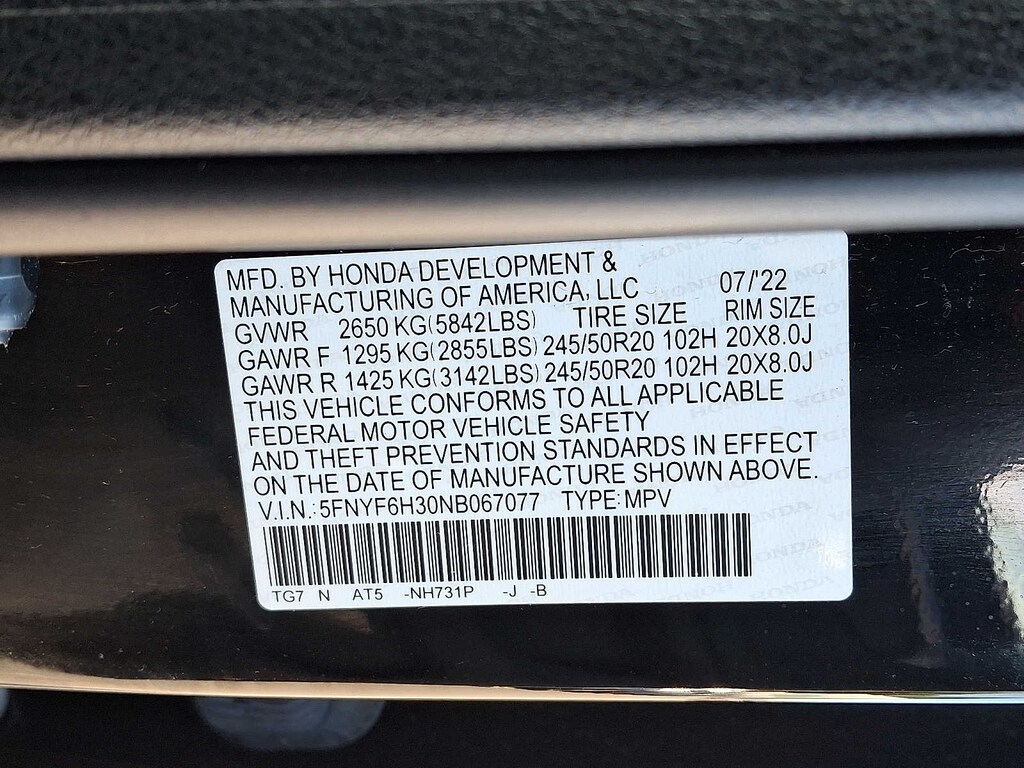 MFD. BY HONDA DEVELOPMENT &
MANUFACTURING OF AMERICA, LLC 07/'22
GVWR 2650 KG(5842LBS) TIRE SIZE RIM SIZE
GAWR F 1295 KG(2855LBS) 245/50R20 102H 20X8.0J
GAWR R 1425 KG(3142LBS) 245/50R20 102H 20X8.0J
THIS VEHICLE CONFORMS TO ALL APPLICABLE
FEDERAL MOTOR VEHICLE SAFETY
AND THEFT PREVENTION STANDARDS IN EFFECT
ON THE DATE OF MANUFACTURE SHOWN ABOVE.
V.I.N.:5FNYF6H30NB067077 TYPE:MPV
TG7 N AT5 -NH731P -J -B